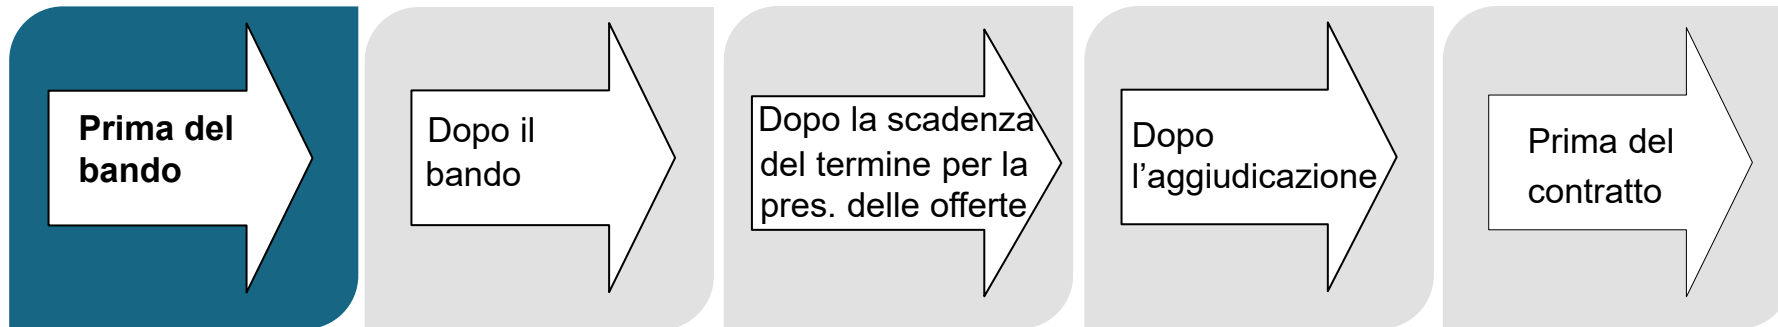 Prima del
bando
Dopo il
bando
Dopo la scadenza
del termine per la
pres. delle offerte
Dopo
l’aggiudicazione
Prima del
contratto